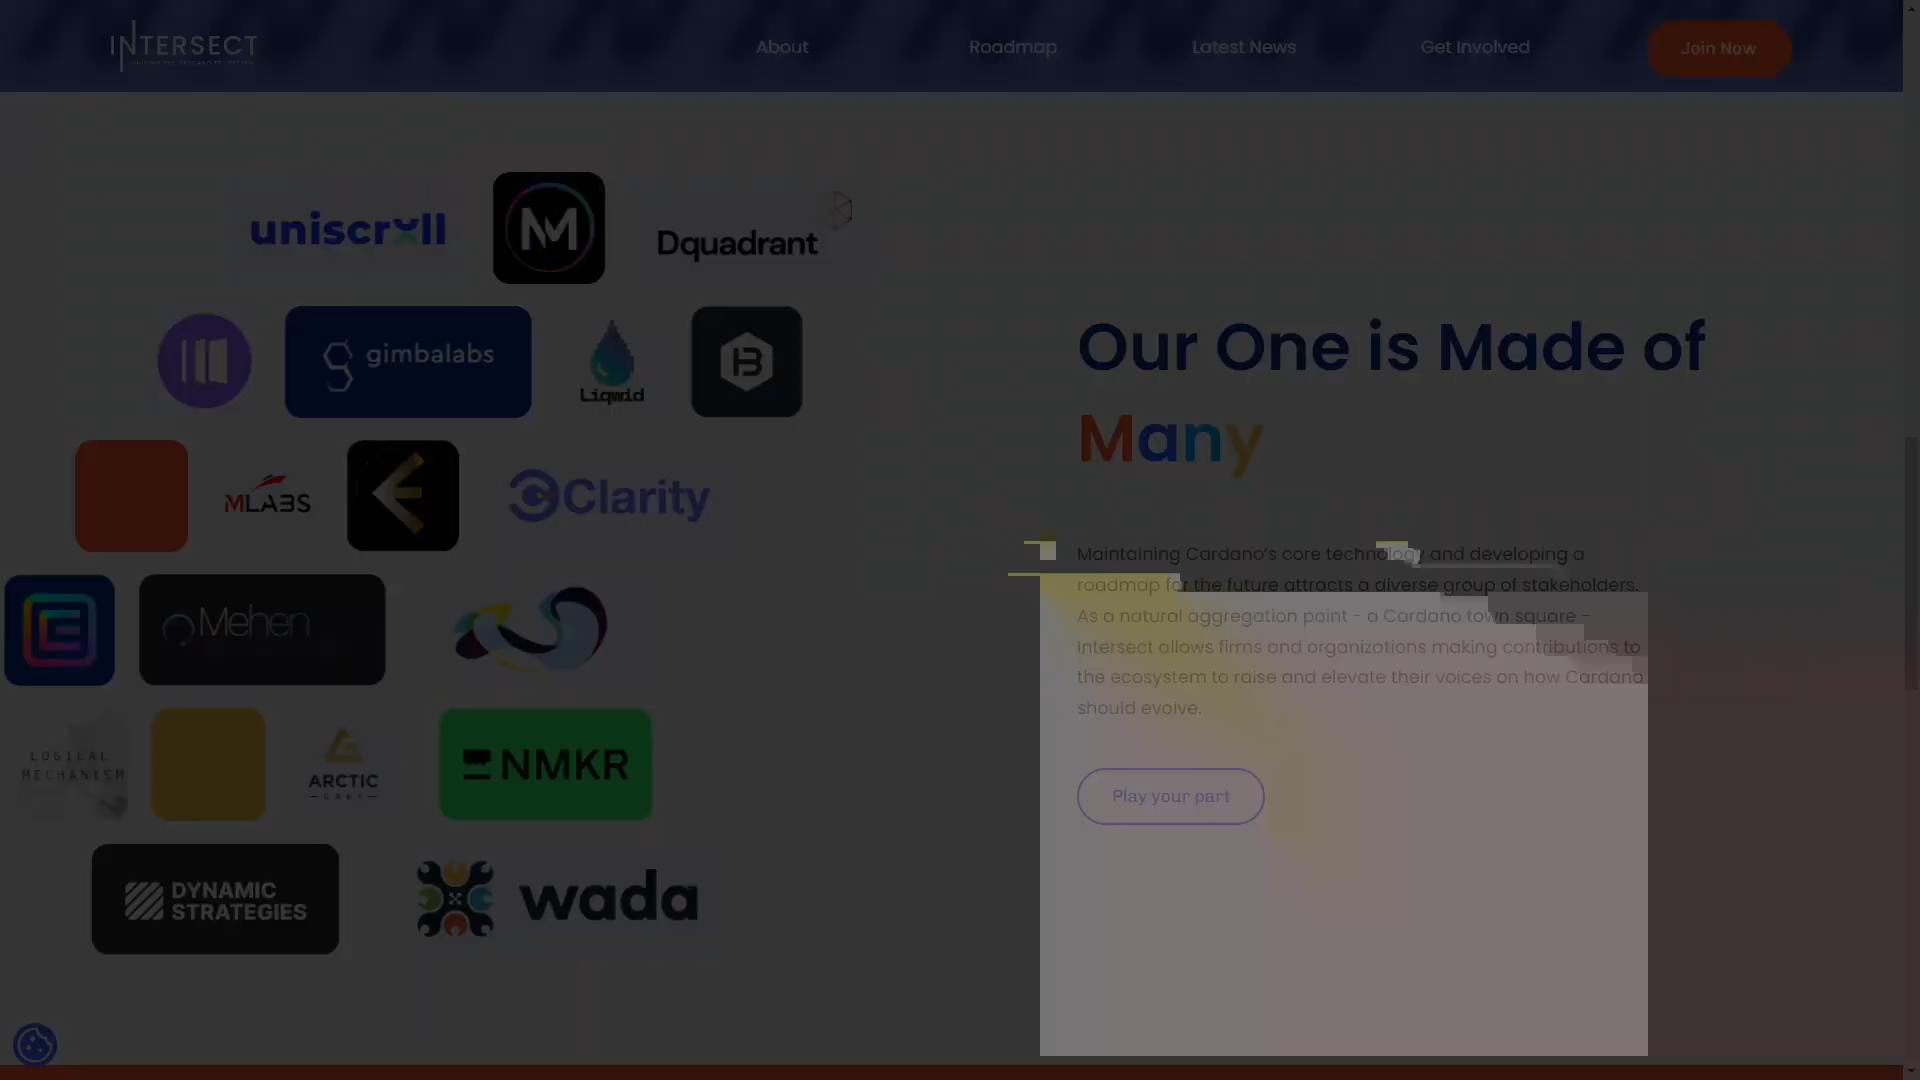 INTERSECT
About
Roadmap
Latest News
Get Involved
Join Now
uniscroll
M
Dquadrant
gimbalabs
Liqwid
MLABS
Clarity
Mehen
LOGICAL
MECHANISM
ARCTIC
NMKR
DYNAMIC
STRATEGIES
wada
Our One is Made of
Many
Maintaining Cardano's core technology and developing a
roadmap for the future attracts a diverse group of stakeholders.
As a natural aggregation point - a Cardano town square -
Intersect allows firms and organizations making contributions to
the ecosystem to raise and elevate their voices on how Cardano
should evolve.
Play your part